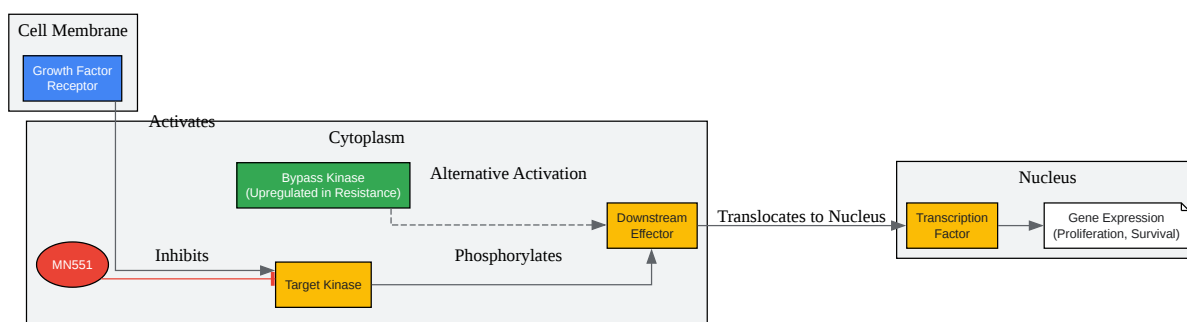 Cell Membrane
Growth Factor
Receptor
Activates
Cytoplasm
Bypass Kinase
(Upregulated in Resistance)
Alternative Activation
Nucleus
Downstream
Effector
Translocates to Nucleus
Transcription
Factor
Gene Expression
(Proliferation, Survival)
MN551
Inhibits
Phosphorylates
Target Kinase